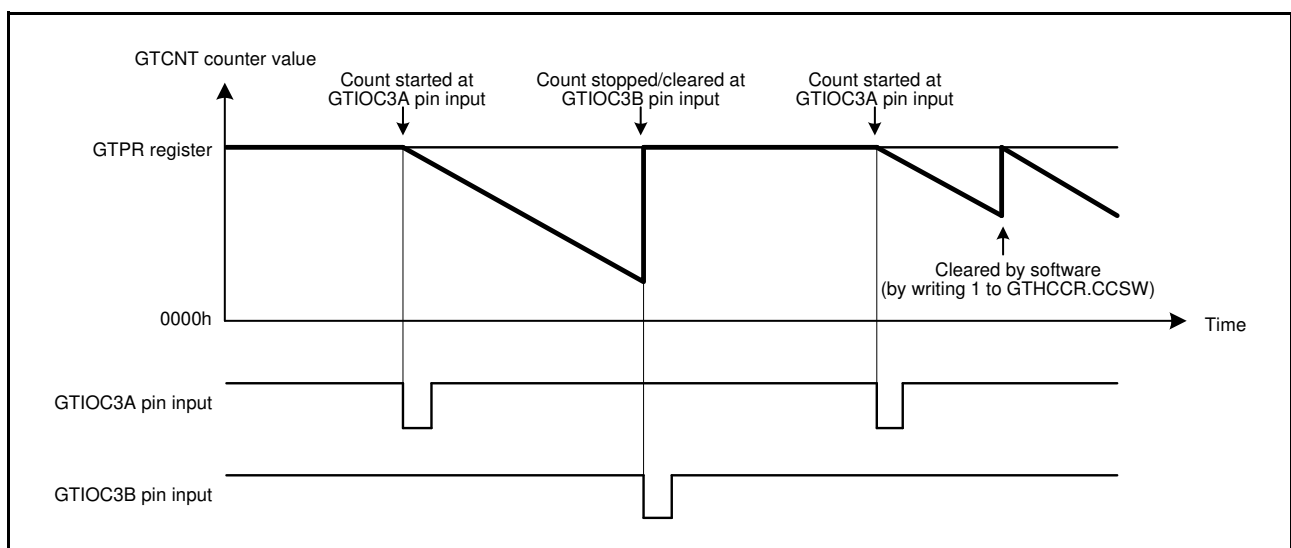 GTCNT counter value
Count started at
GTIOC3A pin input
Count stopped/cleared at
GTIOC3B pin input
Count started at
GTIOC3A pin input
GTPR register
Cleared by software
(by writing 1 to GTHCCR.CCSW)
0000h
Time
GTIOC3A pin input
GTIOC3B pin input